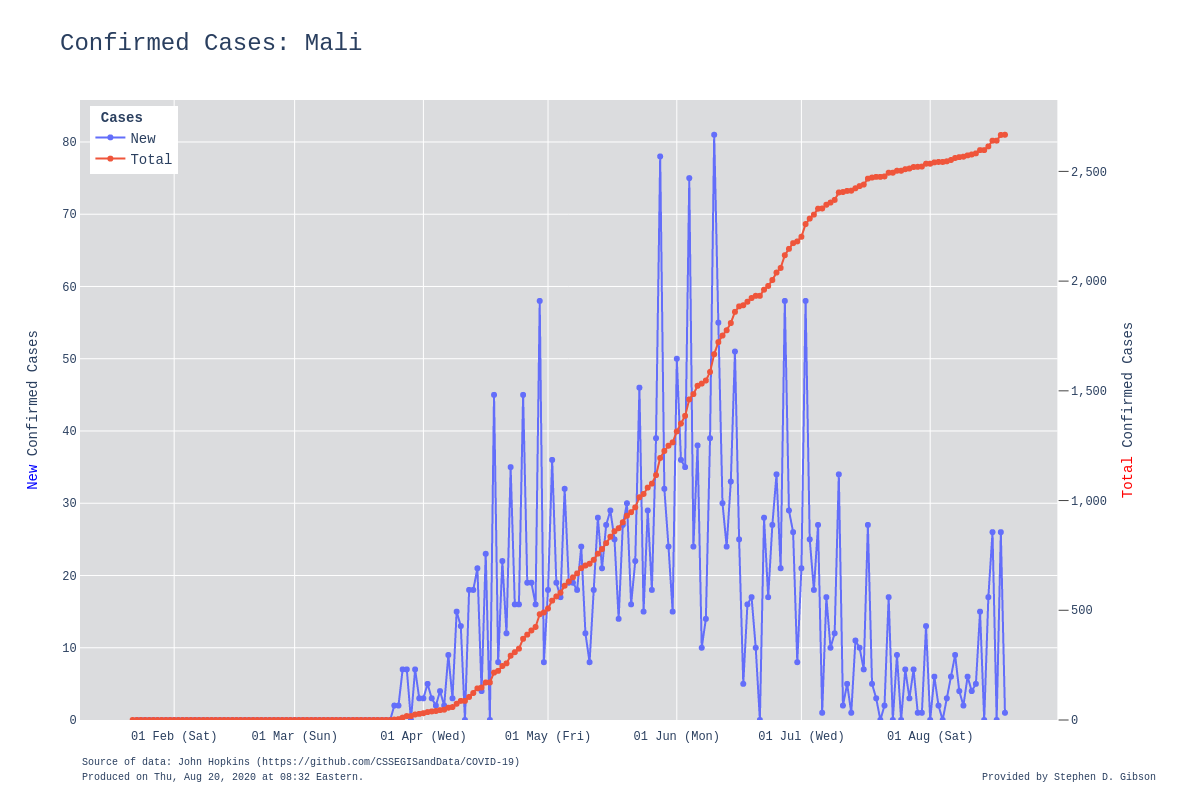 Confirmed Cases: Mali
Cases
New
Total
80
70
60
50
40
30
20
10
0
New Confirmed Cases
2,500
2,000
1,500
1,000
500
0
Total Confirmed Cases
01 Feb (Sat)
01 Mar (Sun)
01 Apr (Wed)
01 May (Fri)
01 Jun (Mon)
01 Jul (Wed)
01 Aug (Sat)
Source of data: John Hopkins (https://github.com/CSSEGISandData/COVID-19)
Produced on Thu, Aug 20, 2020 at 08:32 Eastern.
Provided by Stephen D. Gibson